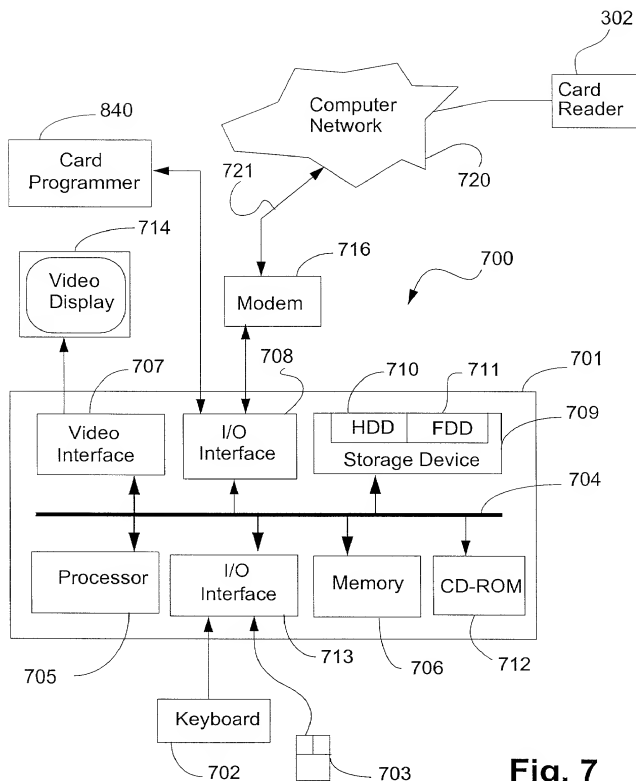 302
Card
Reader
840
Card
Programmer
Computer
Network
720
721
714
Video
Display
716
Modem
700
707
708
710
711
701
709
Video
Interface
I/O
Interface
HDD
FDD
Storage Device
704
Processor
I/O
Interface
Memory
CD-ROM
705
713
706
712
Keyboard
702
703
Fig. 7